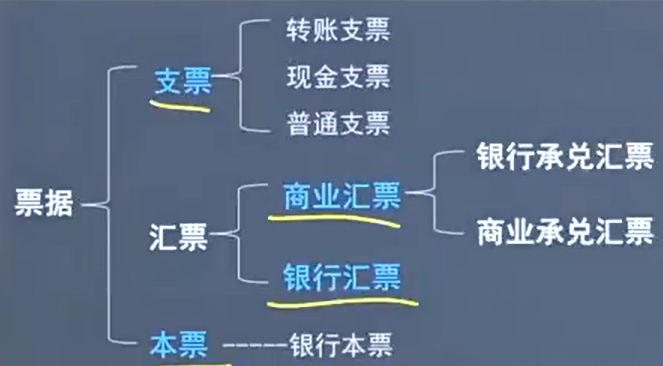 票据
支票
转账支票
现金支票
普通支票
汇票
商业汇票
银行承兑汇票
商业承兑汇票
银行汇票
本票
银行本票